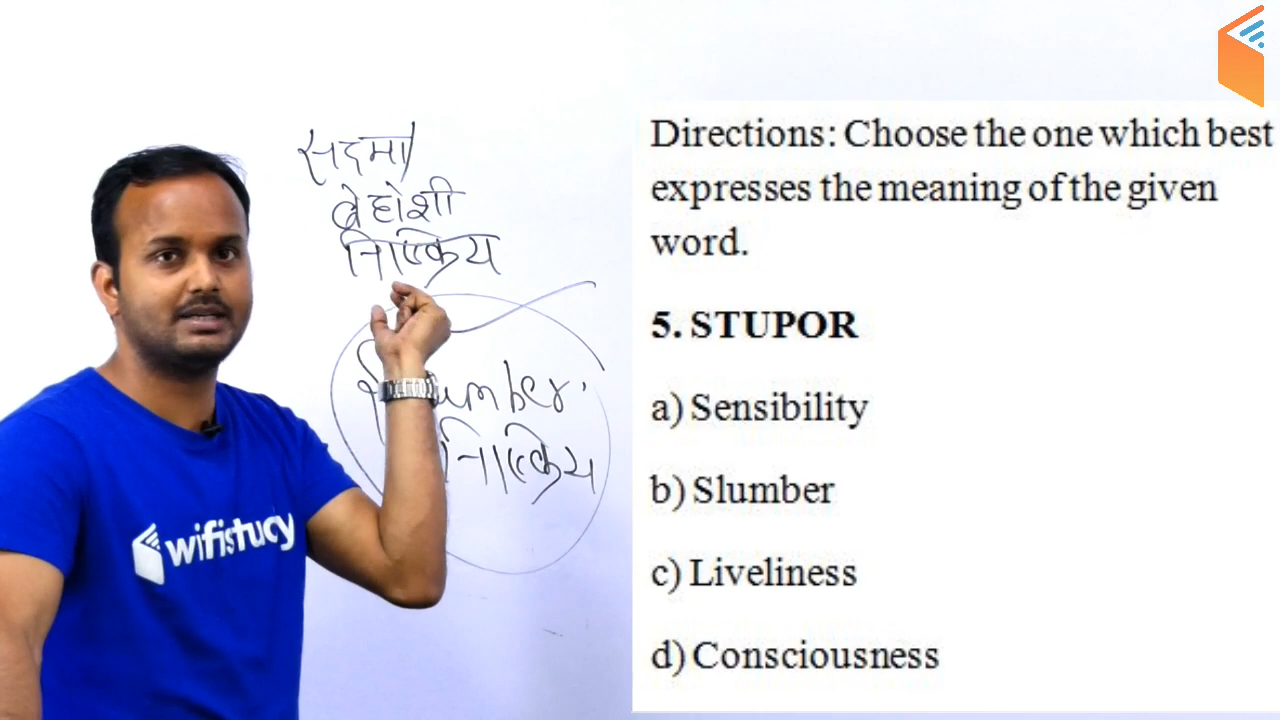 सदमा
बेहोशी
निष्क्रिय
निष्क्रिय
wifistudy
Directions: Choose the one which best
expresses the meaning of the given
word.
5. STUPOR
a) Sensibility
b) Slumber
c) Liveliness
d) Consciousness